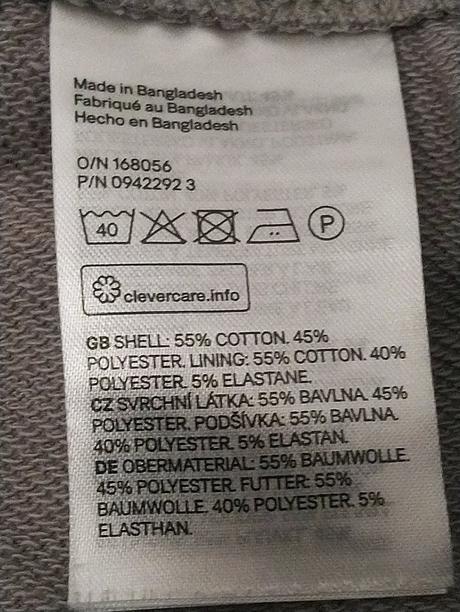 Made in Bangladesh
Fabriqué au Bangladesh
Hecho en Bangladesh
O/N 168056
P/N 0942292 3
40 P
clevercare.info
GB SHELL: 55% COTTON. 45%
POLYESTER. LINING: 55% COTTON. 40%
POLYESTER. 5% ELASTANE.
CZ SVRCHNÍ LÁTKA: 55% BAVLNA. 45%
POLYESTER. PODŠÍVKA: 55% BAVLNA.
40% POLYESTER. 5% ELASTAN.
DE OBERMATERIAL: 55% BAUMWOLLE.
45% POLYESTER. FUTTER: 55%
BAUMWOLLE. 40% POLYESTER. 5%
ELASTHAN.